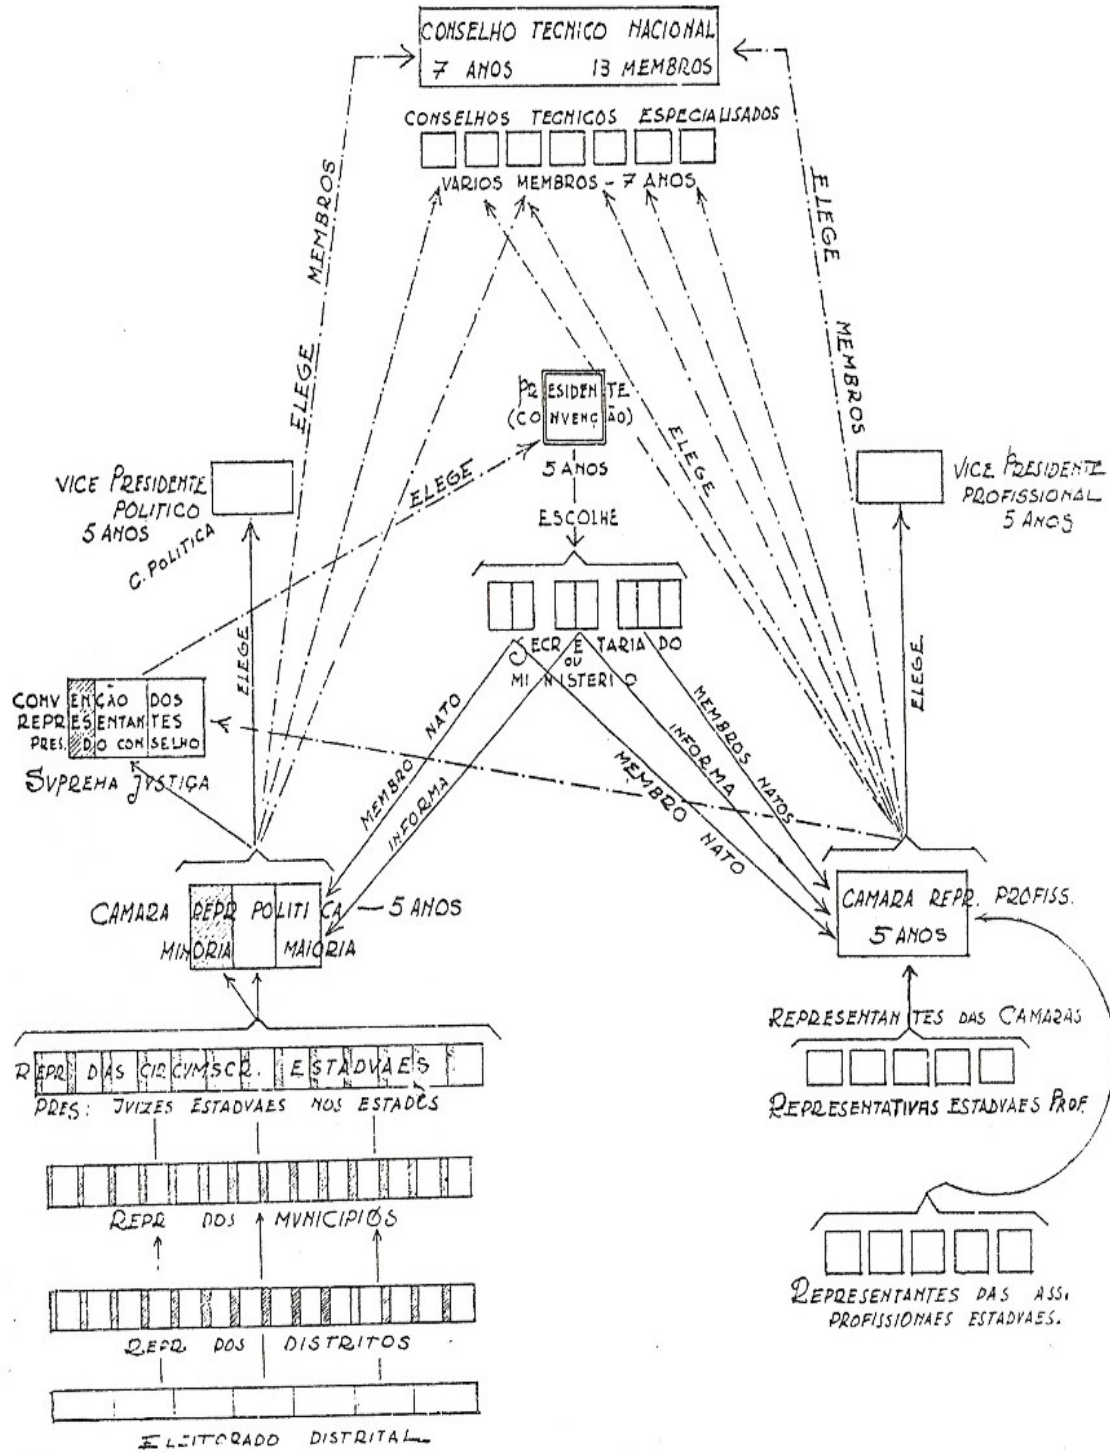 CONSELHO TECNICO NACIONAL
7 ANOS 13 MEMBROS
CONSELHOS TECNICOS ESPECIALISADOS
VARIOS MEMBROS - 7 ANOS
ELEGE MEMBROS
ELEGE MEMBROS
PRESIDENTE
(CONVENÇÃO)
5 ANOS
ESCOLHE
ELEGE
ELEGE
VICE PRESIDENTE
POLITICO
5 ANOS
C. POLITICA
VICE PRESIDENTE
PROFISSIONAL
5 ANOS
SECRETARIADO
OU
MINISTERIO
ELEGE
ELEGE
CONVENÇÃO DOS
REPRESENTANTES
PRES. DO CONSELHO
SUPREMA JUSTIÇA
MEMBRO NATO
INFORMA
MEMBROS NATOS
INFORMA
MEMBRO NATO
CAMARA REPR POLITICA — 5 ANOS
MINORIA MAIORIA
CAMARA REPR. PROFISS.
5 ANOS
REPR DAS CIRCUMSCR. ESTADUAES
PRES: JUIZES ESTADUAES NOS ESTADOS
REPRESENTANTES DAS CAMARAS
REPRESENTATIVAS ESTADUAES PROF.
REPR DOS MUNICIPIOS
REPR DOS DISTRITOS
REPRESENTANTES DAS ASS.
PROFISSIONAES ESTADUAES.
ELEITORADO DISTRITAL